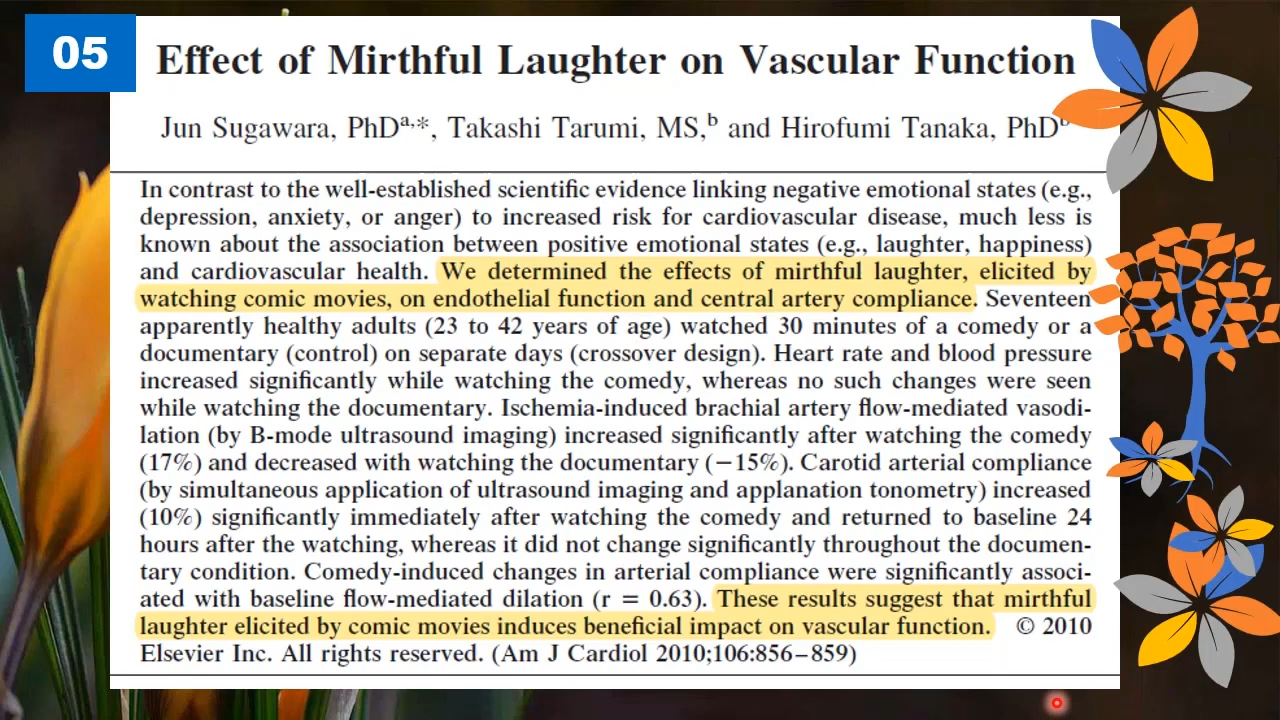 05
Effect of Mirthful Laughter on Vascular Function
Jun Sugawara, PhDa,*, Takashi Tarumi, MS,b and Hirofumi Tanaka, PhDb
In contrast to the well-established scientific evidence linking negative emotional states (e.g.,
depression, anxiety, or anger) to increased risk for cardiovascular disease, much less is
known about the association between positive emotional states (e.g., laughter, happiness)
and cardiovascular health. We determined the effects of mirthful laughter, elicited by
watching comic movies, on endothelial function and central artery compliance. Seventeen
apparently healthy adults (23 to 42 years of age) watched 30 minutes of a comedy or a
documentary (control) on separate days (crossover design). Heart rate and blood pressure
increased significantly while watching the comedy, whereas no such changes were seen
while watching the documentary. Ischemia-induced brachial artery flow-mediated vasodi-
lation (by B-mode ultrasound imaging) increased significantly after watching the comedy
(17%) and decreased with watching the documentary (−15%). Carotid arterial compliance
(by simultaneous application of ultrasound imaging and applanation tonometry) increased
(10%) significantly immediately after watching the comedy and returned to baseline 24
hours after the watching, whereas it did not change significantly throughout the documen-
tary condition. Comedy-induced changes in arterial compliance were significantly associ-
ated with baseline flow-mediated dilation (r = 0.63). These results suggest that mirthful
laughter elicited by comic movies induces beneficial impact on vascular function. © 2010
Elsevier Inc. All rights reserved. (Am J Cardiol 2010;106:856–859)